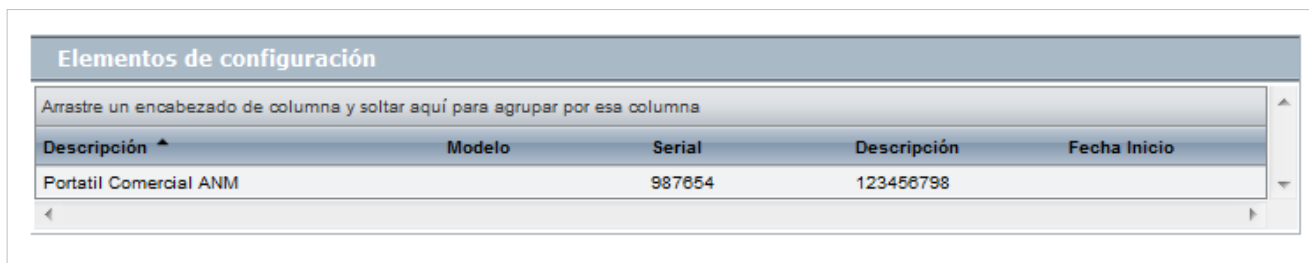 Elementos de configuración
Arrastre un encabezado de columna y soltar aquí para agrupar por esa columna
Descripción Modelo Serial Descripción Fecha Inicio
Portatil Comercial ANM 987654 123456798